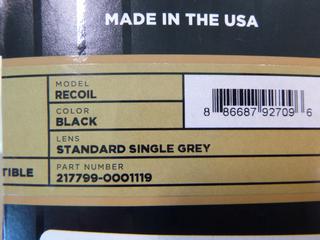 MADE IN THE USA
MODEL
RECOIL
COLOR
BLACK
8 86687 92709 6
LENS
STANDARD SINGLE GREY
TIBLE
PART NUMBER
217799-0001119